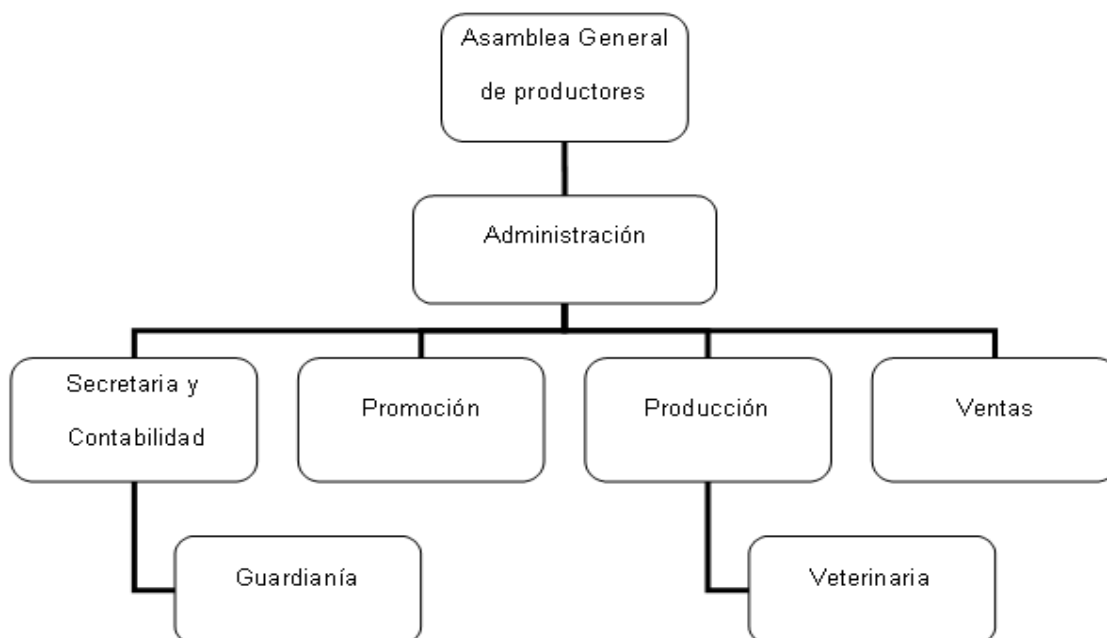 Asamblea General
de productores
Administración
Secretaria y
Contabilidad
Promoción
Producción
Ventas
Guardianía
Veterinaria